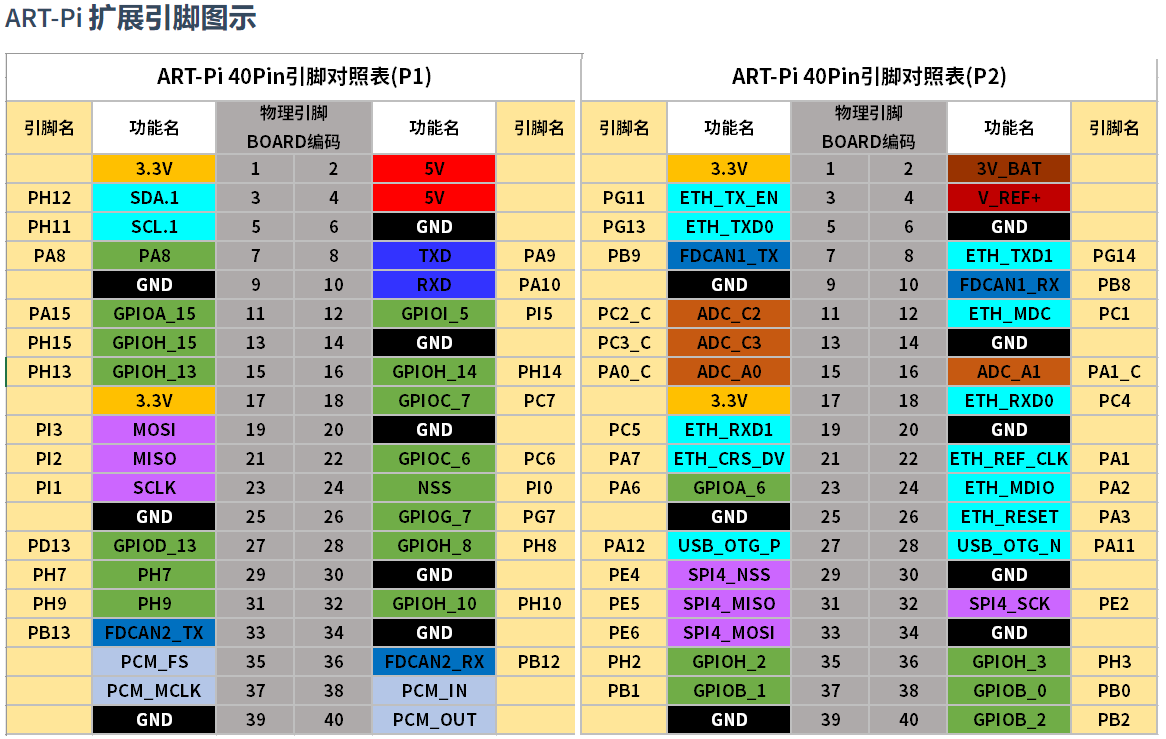 ART-Pi 扩展引脚图示
ART-Pi 40Pin引脚对照表(P1)
引脚名 功能名 物理引脚 BOARD编码 功能名 引脚名
3.3V 1 2 5V
PH12 SDA.1 3 4 5V
PH11 SCL.1 5 6 GND
PA8 PA8 7 8 TXD PA9
GND 9 10 RXD PA10
PA15 GPIOA_15 11 12 GPIOI_5 PI5
PH15 GPIOH_15 13 14 GND
PH13 GPIOH_13 15 16 GPIOH_14 PH14
3.3V 17 18 GPIOC_7 PC7
PI3 MOSI 19 20 GND
PI2 MISO 21 22 GPIOC_6 PC6
PI1 SCLK 23 24 NSS PI0
GND 25 26 GPIOG_7 PG7
PD13 GPIOD_13 27 28 GPIOH_8 PH8
PH7 PH7 29 30 GND
PH9 PH9 31 32 GPIOH_10 PH10
PB13 FDCAN2_TX 33 34 GND
PCM_FS 35 36 FDCAN2_RX PB12
PCM_MCLK 37 38 PCM_IN
GND 39 40 PCM_OUT
ART-Pi 40Pin引脚对照表(P2)
引脚名 功能名 物理引脚 BOARD编码 功能名 引脚名
3.3V 1 2 3V_BAT
PG11 ETH_TX_EN 3 4 V_REF+
PG13 ETH_TXD0 5 6 GND
PB9 FDCAN1_TX 7 8 ETH_TXD1 PG14
GND 9 10 FDCAN1_RX PB8
PC2_C ADC_C2 11 12 ETH_MDC PC1
PC3_C ADC_C3 13 14 GND
PA0_C ADC_A0 15 16 ADC_A1 PA1_C
3.3V 17 18 ETH_RXD0 PC4
PC5 ETH_RXD1 19 20 GND
PA7 ETH_CRS_DV 21 22 ETH_REF_CLK PA1
PA6 GPIOA_6 23 24 ETH_MDIO PA2
GND 25 26 ETH_RESET PA3
PA12 USB_OTG_P 27 28 USB_OTG_N PA11
PE4 SPI4_NSS 29 30 GND
PE5 SPI4_MISO 31 32 SPI4_SCK PE2
PE6 SPI4_MOSI 33 34 GND
PH2 GPIOH_2 35 36 GPIOH_3 PH3
PB1 GPIOB_1 37 38 GPIOB_0 PB0
GND 39 40 GPIOB_2 PB2